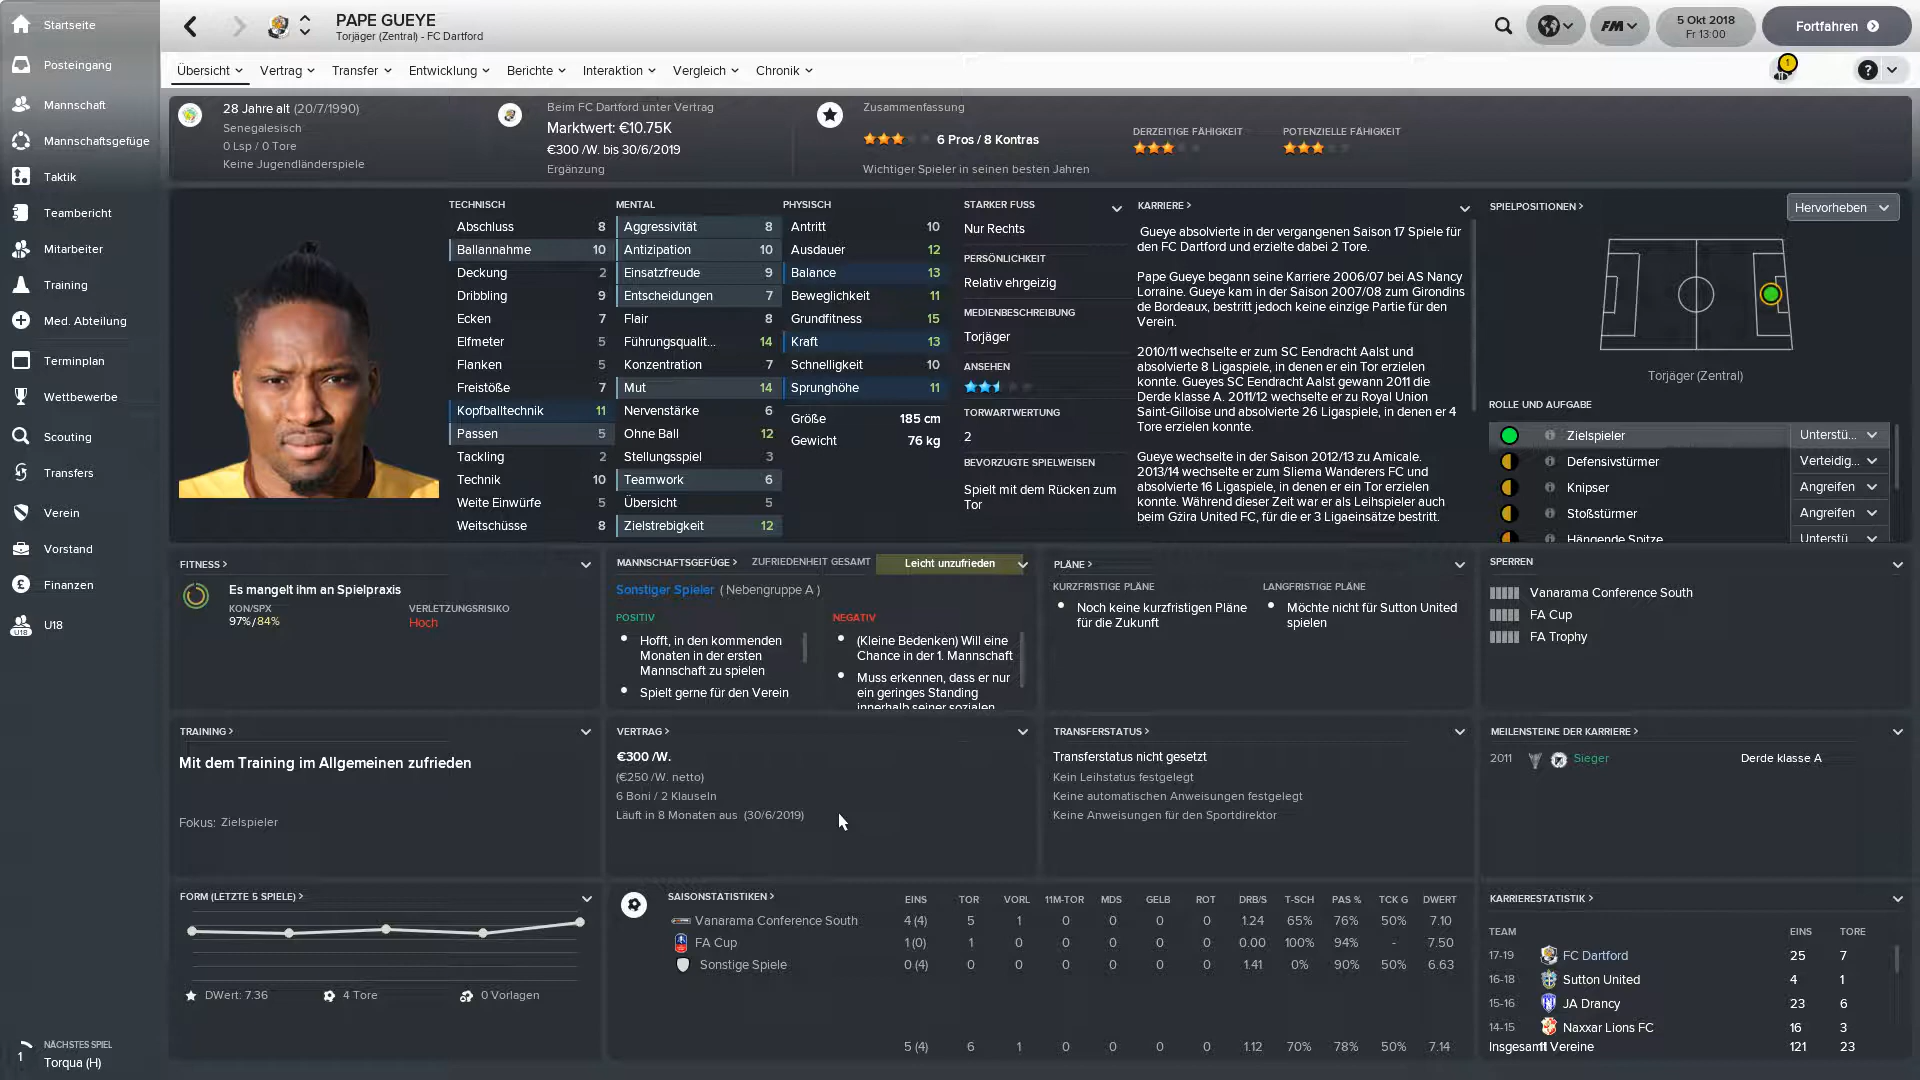 Startseite
Posteingang
Mannschaft
Mannschaftsgefüge
Taktik
Teambericht
Mitarbeiter
Training
Med. Abteilung
Terminplan
Wettbewerbe
Scouting
Transfers
Verein
Vorstand
Finanzen
U18
U18
NÄCHSTES SPIEL
1
Torqua (H)
PAPE GUEYE
Torjäger (Zentral) - FC Dartford
FM
5 Okt 2018
Fr 13:00
Fortfahren
Übersicht Vertrag Transfer Entwicklung Berichte Interaktion Vergleich Chronik
1
?
28 Jahre alt (20/7/1990)
Senegalesisch
0 Lsp / 0 Tore
Keine Jugendländerspiele
Beim FC Dartford unter Vertrag
Marktwert: €10.75K
€300 /W. bis 30/6/2019
Ergänzung
Zusammenfassung
6 Pros / 8 Kontras
Wichtiger Spieler in seinen besten Jahren
DERZEITIGE FÄHIGKEIT
POTENZIELLE FÄHIGKEIT
TECHNISCH
Abschluss 8
Ballannahme 10
Deckung 2
Dribbling 9
Ecken 7
Elfmeter 5
Flanken 5
Freistöße 7
Kopfballtechnik 11
Passen 5
Tackling 2
Technik 10
Weite Einwürfe 5
Weitschüsse 8
MENTAL
Aggressivität 8
Antizipation 10
Einsatzfreude 9
Entscheidungen 7
Flair 8
Führungsqualit... 14
Konzentration 7
Mut 14
Nervenstärke 6
Ohne Ball 12
Stellungsspiel 3
Teamwork 6
Übersicht 5
Zielstrebigkeit 12
PHYSISCH
Antritt 10
Ausdauer 12
Balance 13
Beweglichkeit 11
Grundfitness 15
Kraft 13
Schnelligkeit 10
Sprunghöhe 11
Größe 185 cm
Gewicht 76 kg
STARKER FUSS
Nur Rechts
PERSÖNLICHKEIT
Relativ ehrgeizig
MEDIENBESCHREIBUNG
Torjäger
ANSEHEN
TORWARTWERTUNG
2
BEVORZUGTE SPIELWEISEN
Spielt mit dem Rücken zum
Tor
KARRIERE >
Gueye absolvierte in der vergangenen Saison 17 Spiele für
den FC Dartford und erzielte dabei 2 Tore.
Pape Gueye begann seine Karriere 2006/07 bei AS Nancy
Lorraine. Gueye kam in der Saison 2007/08 zum Girondins
de Bordeaux, bestritt jedoch keine einzige Partie für den
Verein.
2010/11 wechselte er zum SC Eendracht Aalst und
absolvierte 8 Ligaspiele, in denen er ein Tor erzielen
konnte. Gueyes SC Eendracht Aalst gewann 2011 die
Derde klasse A. 2011/12 wechselte er zu Royal Union
Saint-Gilloise und absolvierte 26 Ligaspiele, in denen er 4
Tore erzielen konnte.
Gueye wechselte in der Saison 2012/13 zu Amicale.
2013/14 wechselte er zum Sliema Wanderers FC und
absolvierte 16 Ligaspiele, in denen er ein Tor erzielen
konnte. Während dieser Zeit war er als Leihspieler auch
beim Gżira United FC, für die er 3 Ligaeinsätze bestritt.
SPIELPOSITIONEN >
Hervorheben
Torjäger (Zentral)
ROLLE UND AUFGABE
Zielspieler Unterstü...
Defensivstürmer Verteidig...
Knipser Angreifen
Stoßstürmer Angreifen
Hängende Spitze Unterstü
FITNESS >
Es mangelt ihm an Spielpraxis
KON/SPX VERLETZUNGSRISIKO
97%/84% Hoch
MANNSCHAFTSGEFÜGE > ZUFRIEDENHEIT GESAMT Leicht unzufrieden
Sonstiger Spieler ( Nebengruppe A )
POSITIV
Hofft, in den kommenden
Monaten in der ersten
Mannschaft zu spielen
Spielt gerne für den Verein
NEGATIV
(Kleine Bedenken) Will eine
Chance in der 1. Mannschaft
Muss erkennen, dass er nur
ein geringes Standing
innerhalb seiner sozialen
PLÄNE >
KURZFRISTIGE PLÄNE
Noch keine kurzfristigen Pläne
für die Zukunft
LANGFRISTIGE PLÄNE
Möchte nicht für Sutton United
spielen
SPERREN
Vanarama Conference South
FA Cup
FA Trophy
TRAINING >
Mit dem Training im Allgemeinen zufrieden
Fokus: Zielspieler
VERTRAG >
€300 /W.
(€250 /W. netto)
6 Boni / 2 Klauseln
Läuft in 8 Monaten aus (30/6/2019)
TRANSFERSTATUS >
Transferstatus nicht gesetzt
Kein Leihstatus festgelegt
Keine automatischen Anweisungen festgelegt
Keine Anweisungen für den Sportdirektor
MEILENSTEINE DER KARRIERE >
2011 Sieger Derde klasse A
FORM (LETZTE 5 SPIELE) >
DWert: 7.36 4 Tore 0 Vorlagen
SAISONSTATISTIKEN > EINS TOR VORL 11M-TOR MDS GELB ROT DRB/S T-SCH PAS % TCK G DWERT
Vanarama Conference South 4 (4) 5 1 0 0 0 0 1.24 65% 76% 50% 7.10
FA Cup 1 (0) 1 0 0 0 0 0 0.00 100% 94% - 7.50
Sonstige Spiele 0 (4) 0 0 0 0 0 0 1.41 0% 90% 50% 6.63
5 (4) 6 1 0 0 0 0 1.12 70% 78% 50% 7.14
KARRIERESTATISTIK >
TEAM EINS TORE
17-19 FC Dartford 25 7
16-18 Sutton United 4 1
15-16 JA Drancy 23 6
14-15 Naxxar Lions FC 16 3
Insgesamt 11 Vereine 121 23